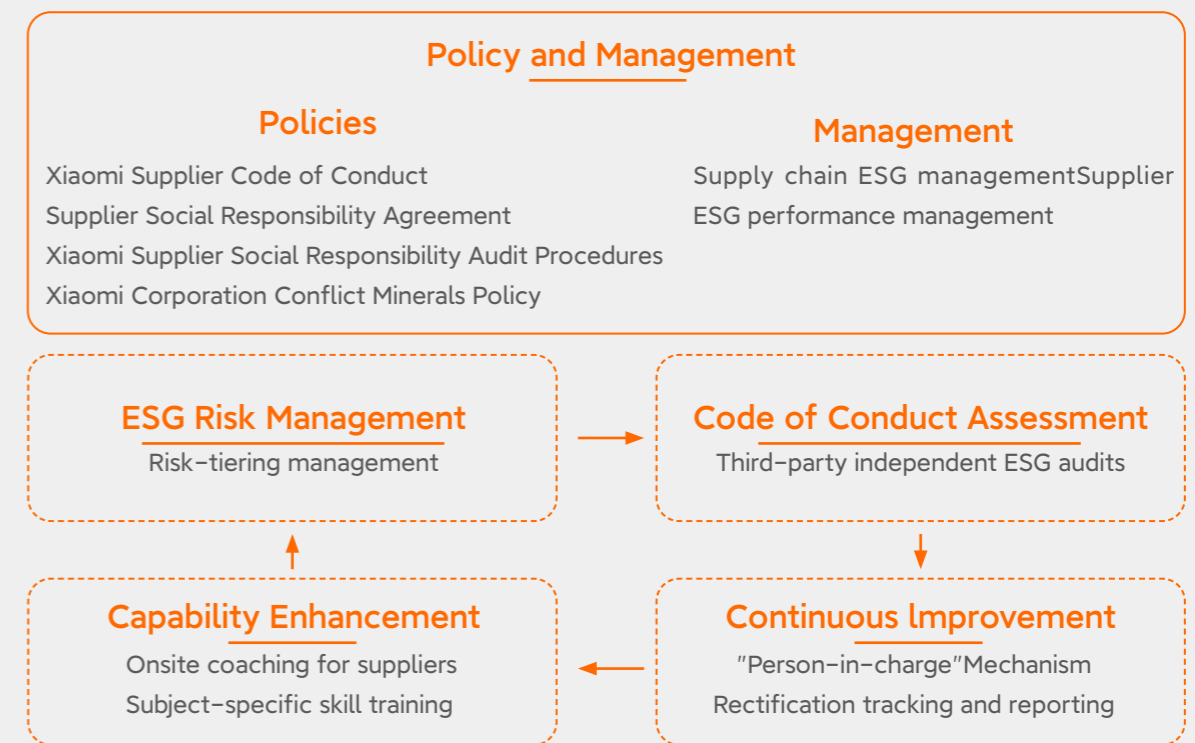 Policy and Management
Policies
Xiaomi Supplier Code of Conduct
Supplier Social Responsibility Agreement
Xiaomi Supplier Social Responsibility Audit Procedures
Xiaomi Corporation Conflict Minerals Policy
Management
Supply chain ESG managementSupplier
ESG performance management
ESG Risk Management
Risk-tiering management
Code of Conduct Assessment
Third-party independent ESG audits
Capability Enhancement
Onsite coaching for suppliers
Subject-specific skill training
Continuous lmprovement
"Person-in-charge"Mechanism
Rectification tracking and reporting